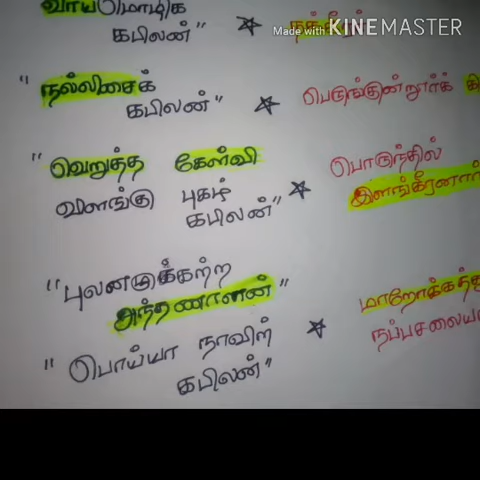 வாய்மொழிக்
கபிலன்" ☆
Made with KINEMASTER
" நல்லிசைக்
கபிலன்" ☆ பெருங்குன்றூர்க்
" வெறுத்த கேள்வி
விளங்கு புகழ்
கபிலன்" ☆
பொருந்தில்
இளங்கீரனார்
"புலனழுக்கற்ற
அந்தணாளன்"
" பொய்யா நாவிற்
கபிலன்" ☆
மாறோக்கத்து
நப்பசலையா